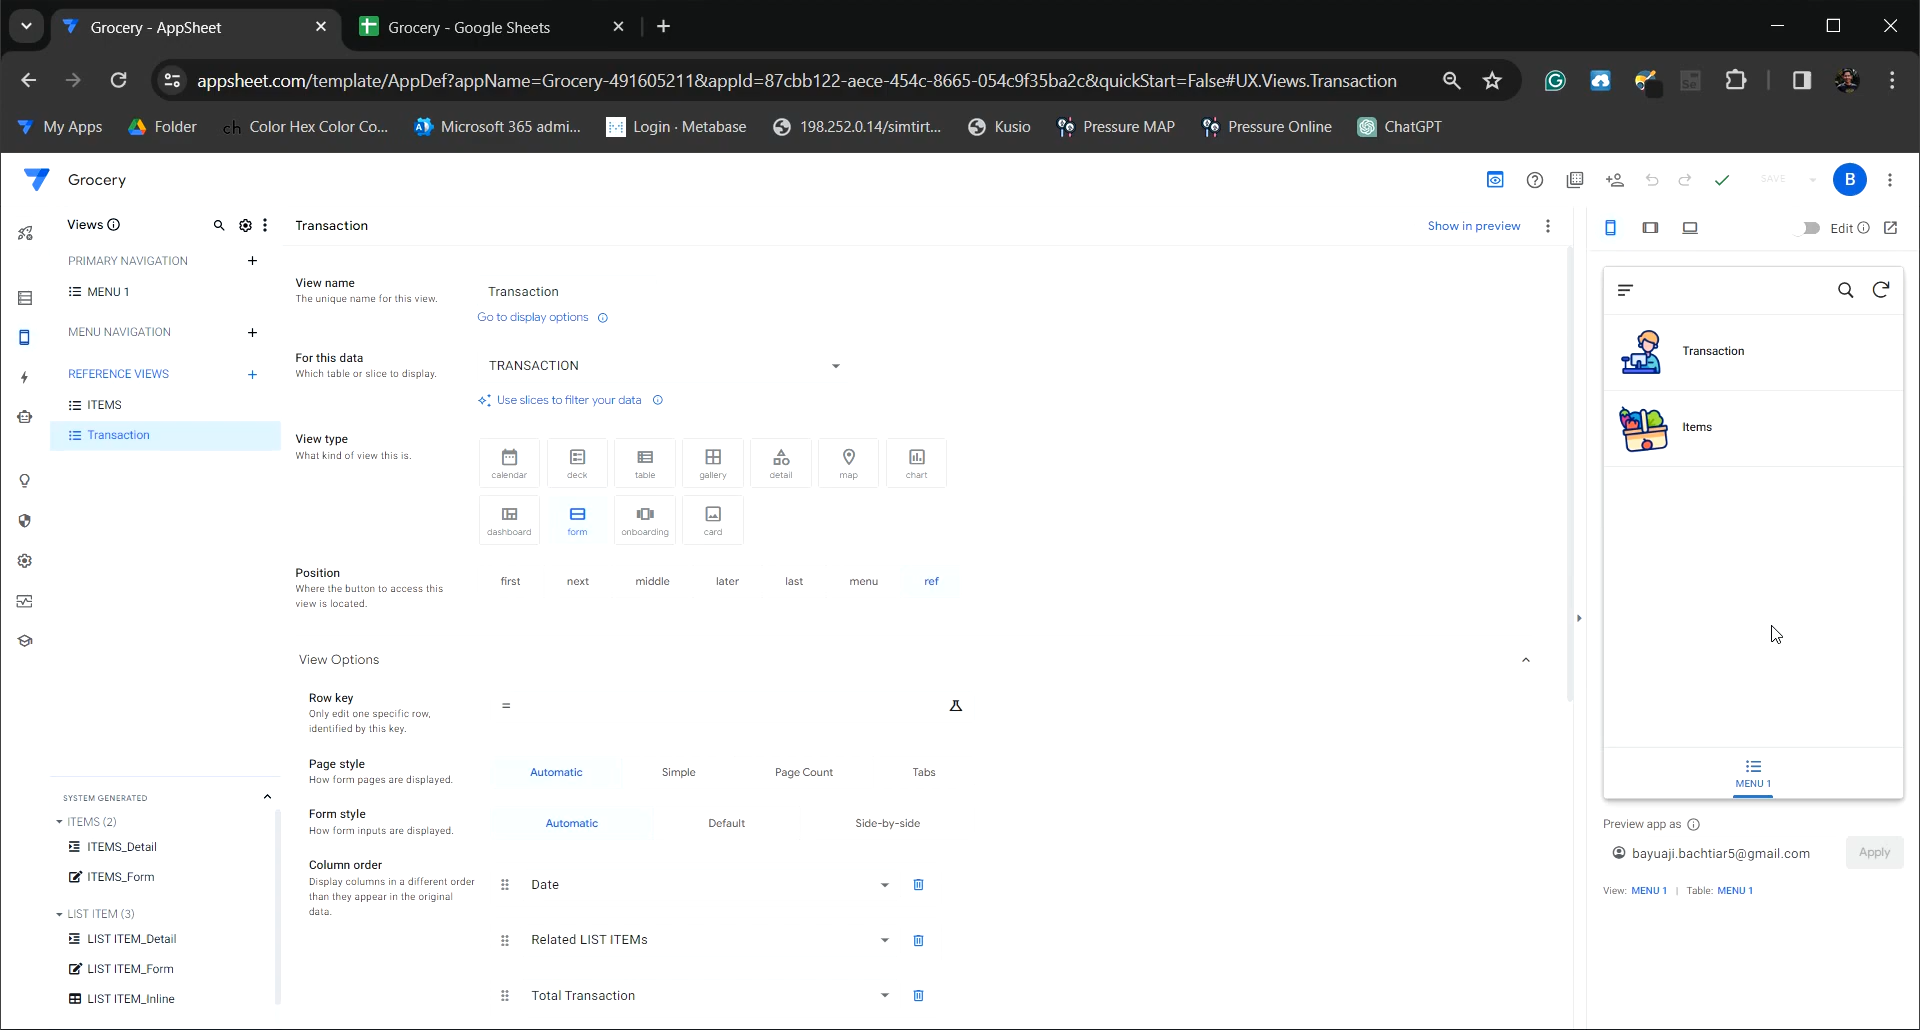 Grocery - AppSheet
Grocery - Google Sheets
appsheet.com/template/AppDef?appName=Grocery-491605211&appId=87cbb122-aece-454c-8665-054c9f35ba2c&quickStart=False#UX.Views.Transaction
My Apps
Folder
ch
Color Hex Color Co...
Microsoft 365 admi...
Login · Metabase
198.252.0.14/simtirt...
Kusio
Pressure MAP
Pressure Online
ChatGPT
Grocery
SAVE
B
Views
PRIMARY NAVIGATION
MENU 1
MENU NAVIGATION
REFERENCE VIEWS
ITEMS
Transaction
SYSTEM GENERATED
ITEMS (2)
ITEMS_Detail
ITEMS_Form
LIST ITEM (3)
LIST ITEM_Detail
LIST ITEM_Form
LIST ITEM_Inline
Transaction
Show in preview
View name
The unique name for this view.
Transaction
Go to display options
For this data
Which table or slice to display.
TRANSACTION
Use slices to filter your data
View type
What kind of view this is.
calendar
deck
table
gallery
detail
map
chart
dashboard
form
onboarding
card
Position
Where the button to access this
view is located.
first
next
middle
later
last
menu
ref
View Options
Row key
Only edit one specific row,
identified by this key.
=
Page style
How form pages are displayed.
Automatic
Simple
Page Count
Tabs
Form style
How form inputs are displayed.
Automatic
Default
Side-by-side
Column order
Display columns in a different order
than they appear in the original
data.
Date
Related LIST ITEMs
Total Transaction
Edit
Transaction
Items
MENU 1
Preview app as
bayuaji.bachtiar5@gmail.com
Apply
View: MENU 1 | Table: MENU 1